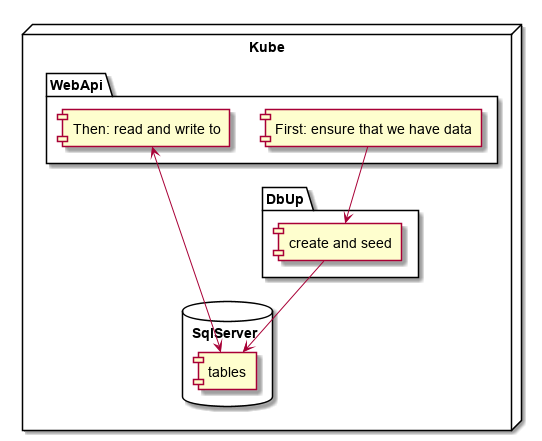 Kube
WebApi
Then: read and write to
First: ensure that we have data
DbUp
create and seed
SqlServer
tables